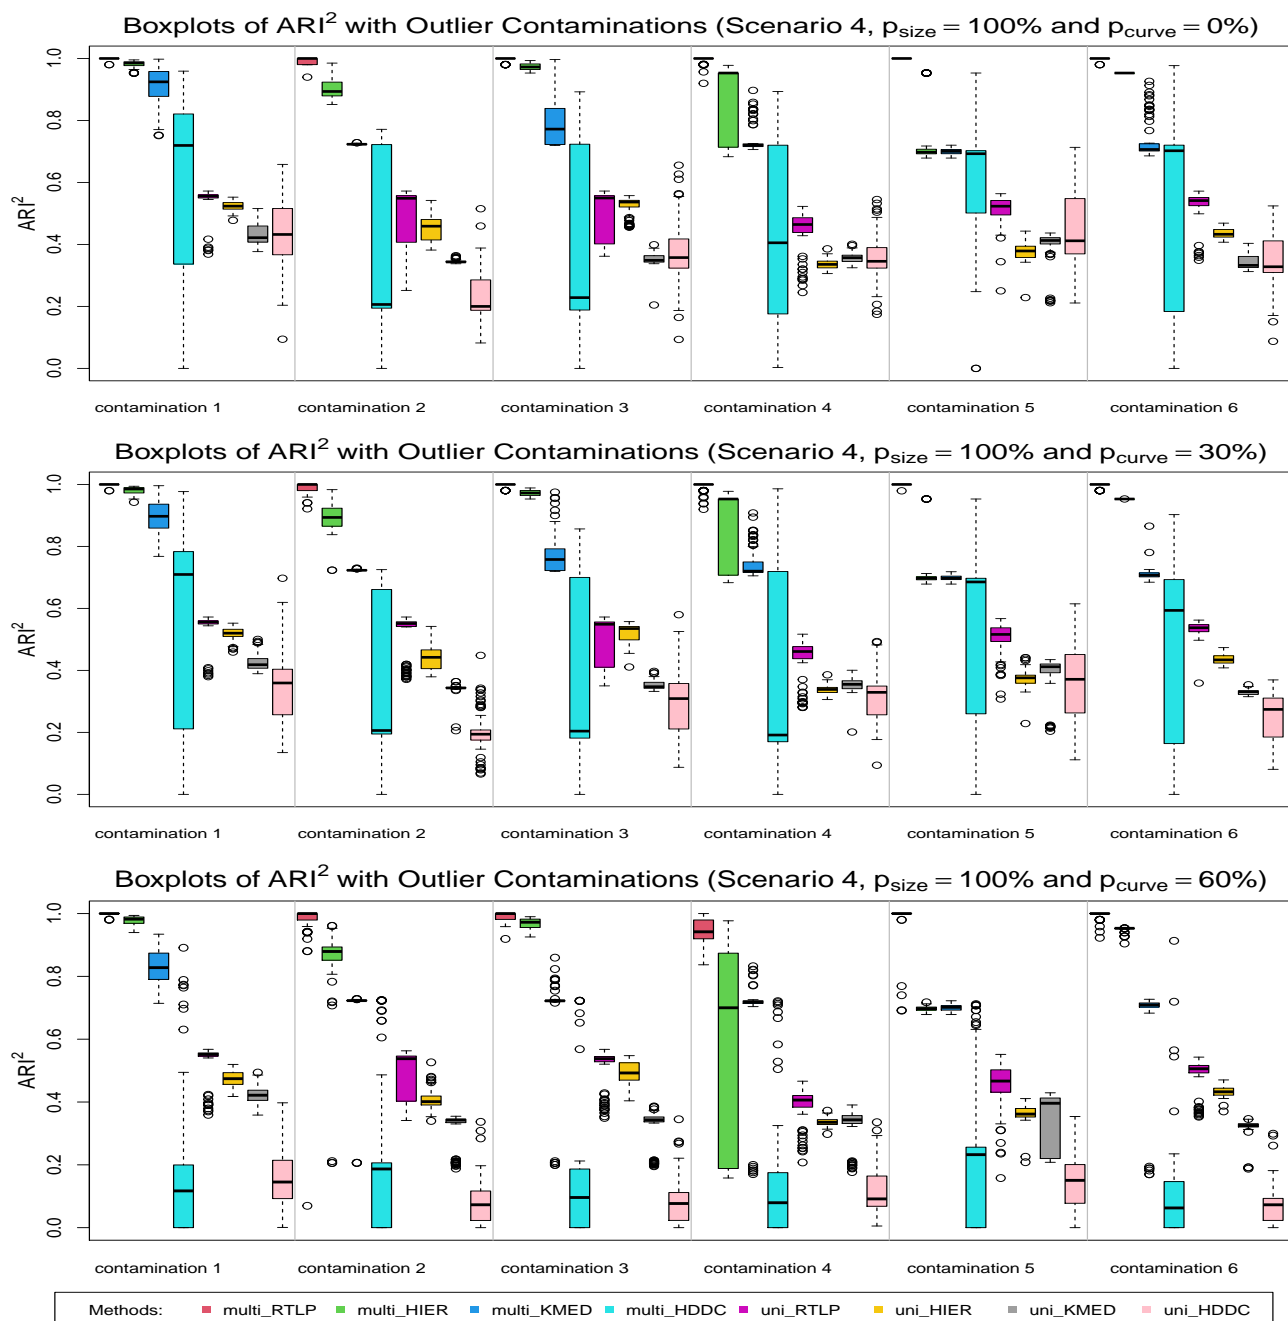 Boxplots of ARI² with Outlier Contaminations (Scenario 4, p_size = 100% and p_curve = 0%)
ARI²
1.0
0.8
0.6
0.4
0.2
0.0
contamination 1 contamination 2 contamination 3 contamination 4 contamination 5 contamination 6
Boxplots of ARI² with Outlier Contaminations (Scenario 4, p_size = 100% and p_curve = 30%)
ARI²
1.0
0.8
0.6
0.4
0.2
0.0
contamination 1 contamination 2 contamination 3 contamination 4 contamination 5 contamination 6
Boxplots of ARI² with Outlier Contaminations (Scenario 4, p_size = 100% and p_curve = 60%)
ARI²
1.0
0.8
0.6
0.4
0.2
0.0
contamination 1 contamination 2 contamination 3 contamination 4 contamination 5 contamination 6
Methods: multi_RTLP multi_HIER multi_KMED multi_HDDC uni_RTLP uni_HIER uni_KMED uni_HDDC